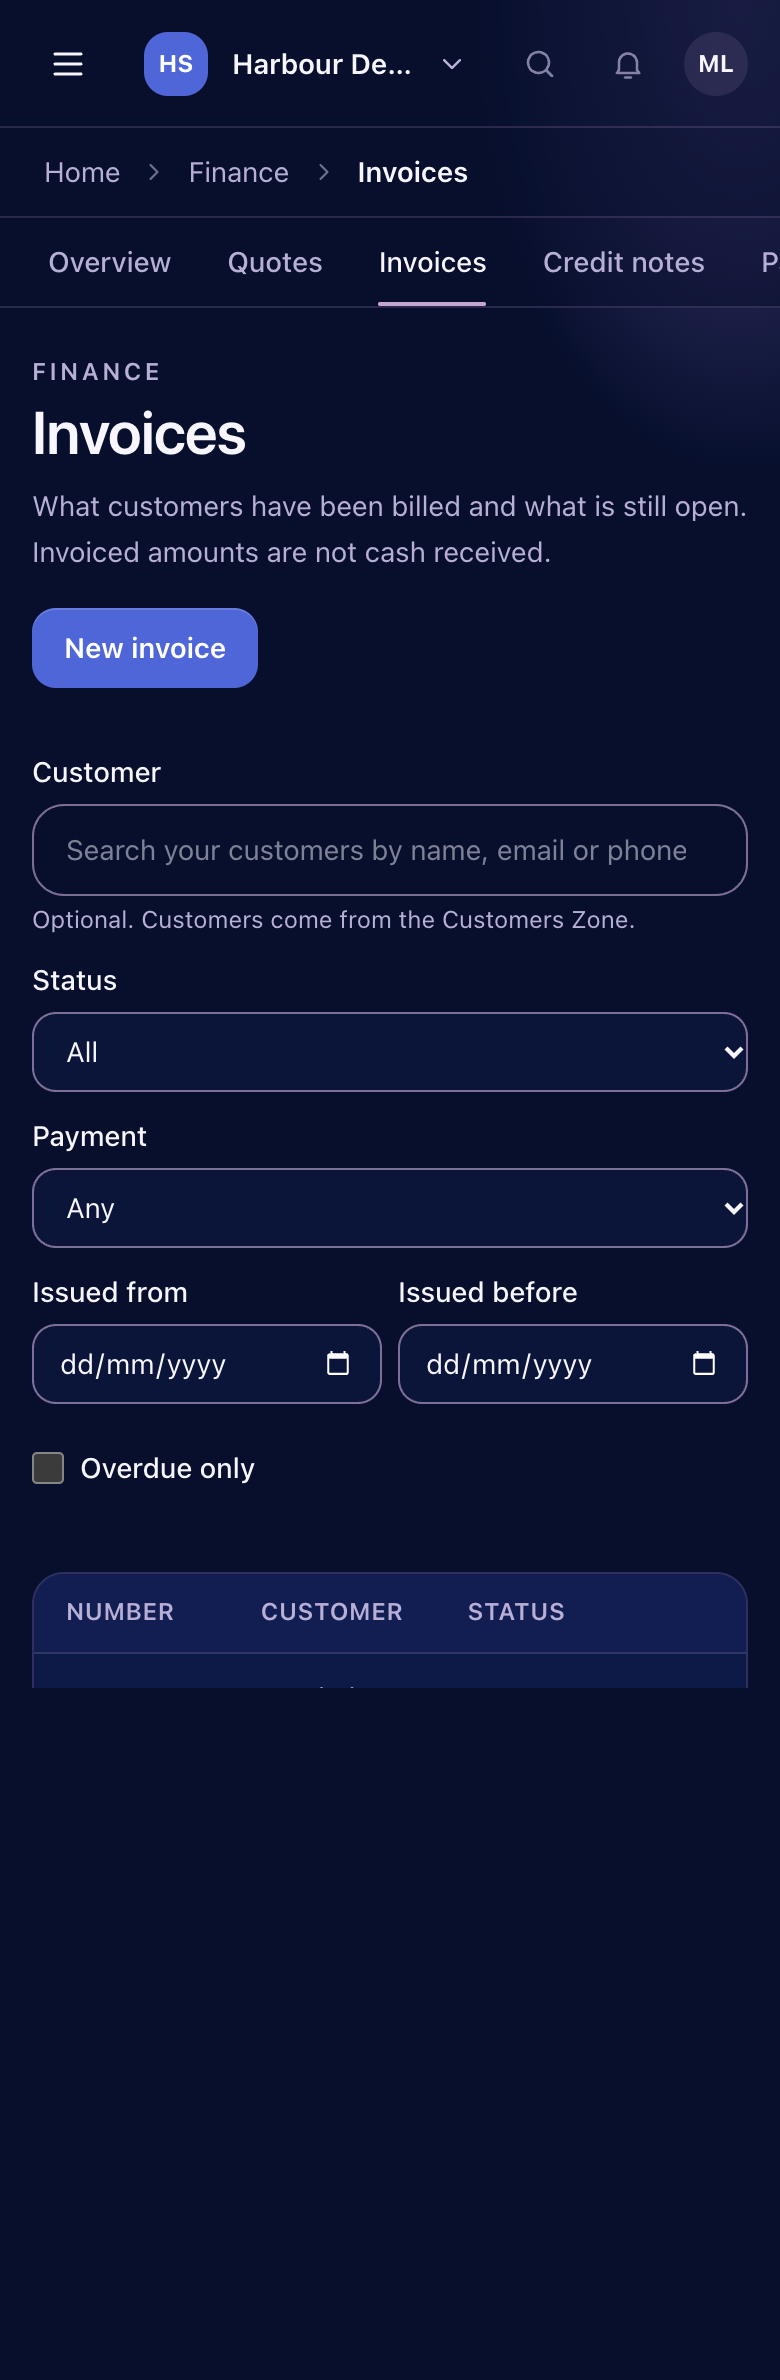 HS Harbour De... ML
Home Finance Invoices
Overview Quotes Invoices Credit notes P
FINANCE
Invoices
What customers have been billed and what is still open.
Invoiced amounts are not cash received.
New invoice
Customer
Search your customers by name, email or phone
Optional. Customers come from the Customers Zone.
Status
All
Payment
Any
Issued from Issued before
dd/mm/yyyy dd/mm/yyyy
Overdue only
NUMBER CUSTOMER STATUS